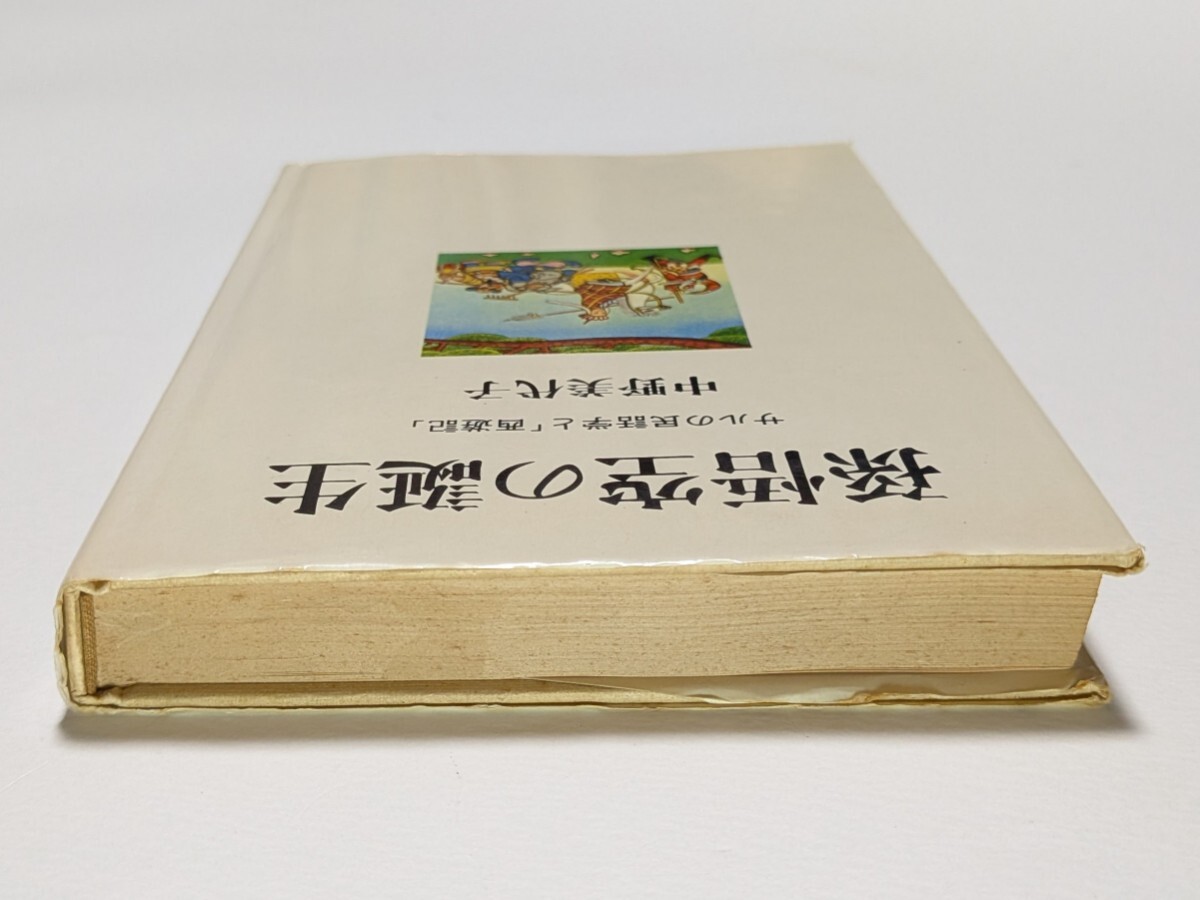 孫悟空の誕生
サルの民話学と「西遊記」
中野美代子